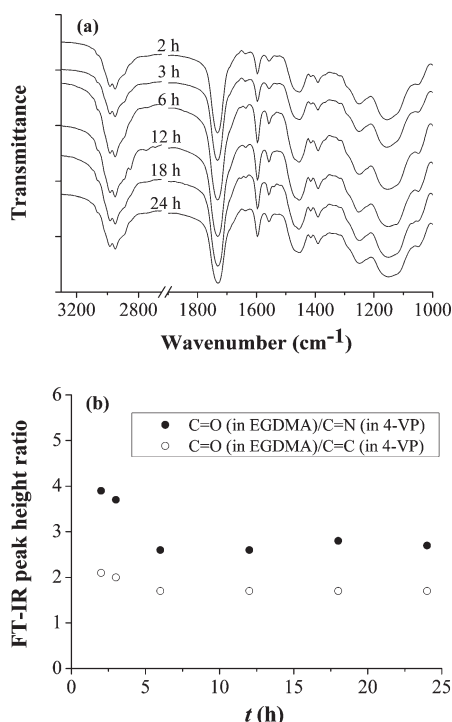 (a)
2 h
3 h
6 h
12 h
18 h
24 h
Transmittance
3200 2800 1800 1600 1400 1200 1000
Wavenumber (cm-1)
(b)
C=O (in EGDMA)/C=N (in 4-VP)
C=O (in EGDMA)/C=C (in 4-VP)
FT-IR peak height ratio
6
5
4
3
2
1
0
0 5 10 15 20 25
t (h)